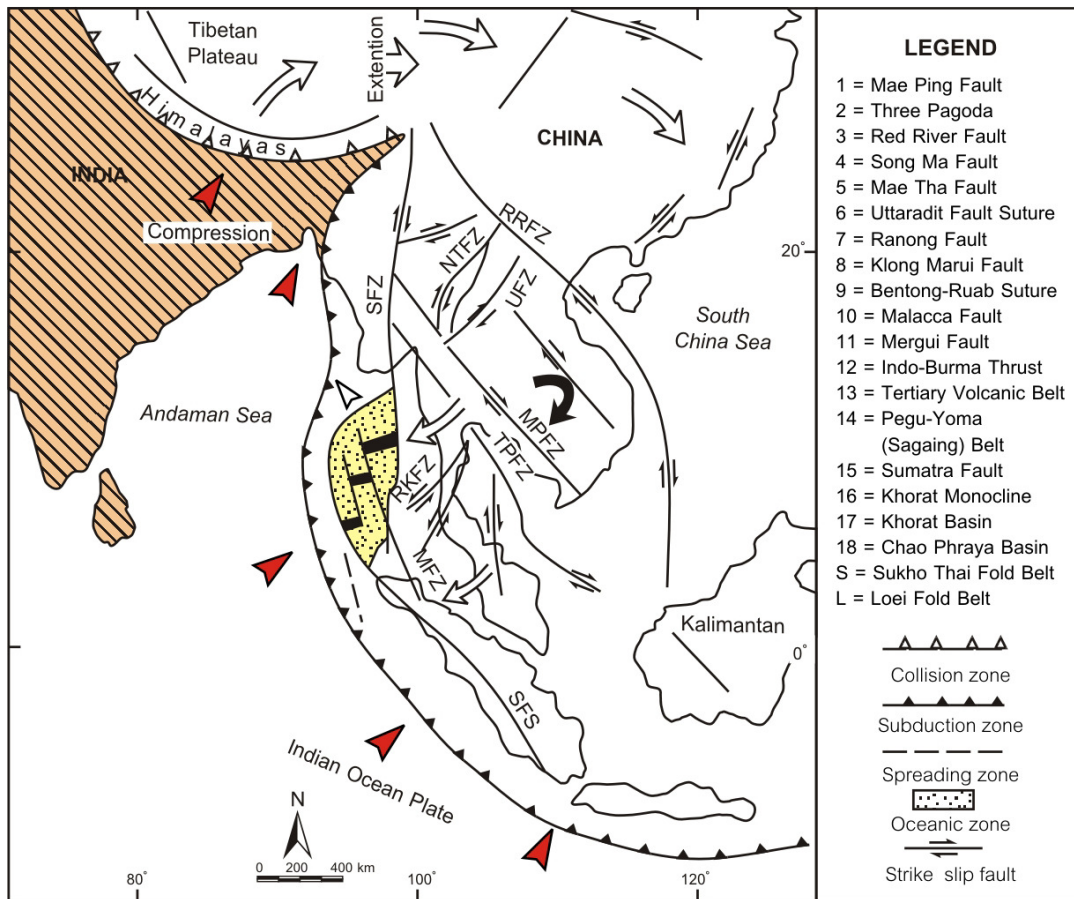 Tibetan
Plateau
Extention
Himalayas
CHINA
INDIA
Compression
RRFZ
NTFZ
UFZ
SFZ
20°
South
China Sea
Andaman Sea
MPFZ
TPFZ
RKFZ
MFZ
Kalimantan
0°
SFS
Indian Ocean Plate
N
0 200 400 km
80°
100°
120°
LEGEND
1 = Mae Ping Fault
2 = Three Pagoda
3 = Red River Fault
4 = Song Ma Fault
5 = Mae Tha Fault
6 = Uttaradit Fault Suture
7 = Ranong Fault
8 = Klong Marui Fault
9 = Bentong-Ruab Suture
10 = Malacca Fault
11 = Mergui Fault
12 = Indo-Burma Thrust
13 = Tertiary Volcanic Belt
14 = Pegu-Yoma
(Sagaing) Belt
15 = Sumatra Fault
16 = Khorat Monocline
17 = Khorat Basin
18 = Chao Phraya Basin
S = Sukho Thai Fold Belt
L = Loei Fold Belt
Collision zone
Subduction zone
Spreading zone
Oceanic zone
Strike slip fault